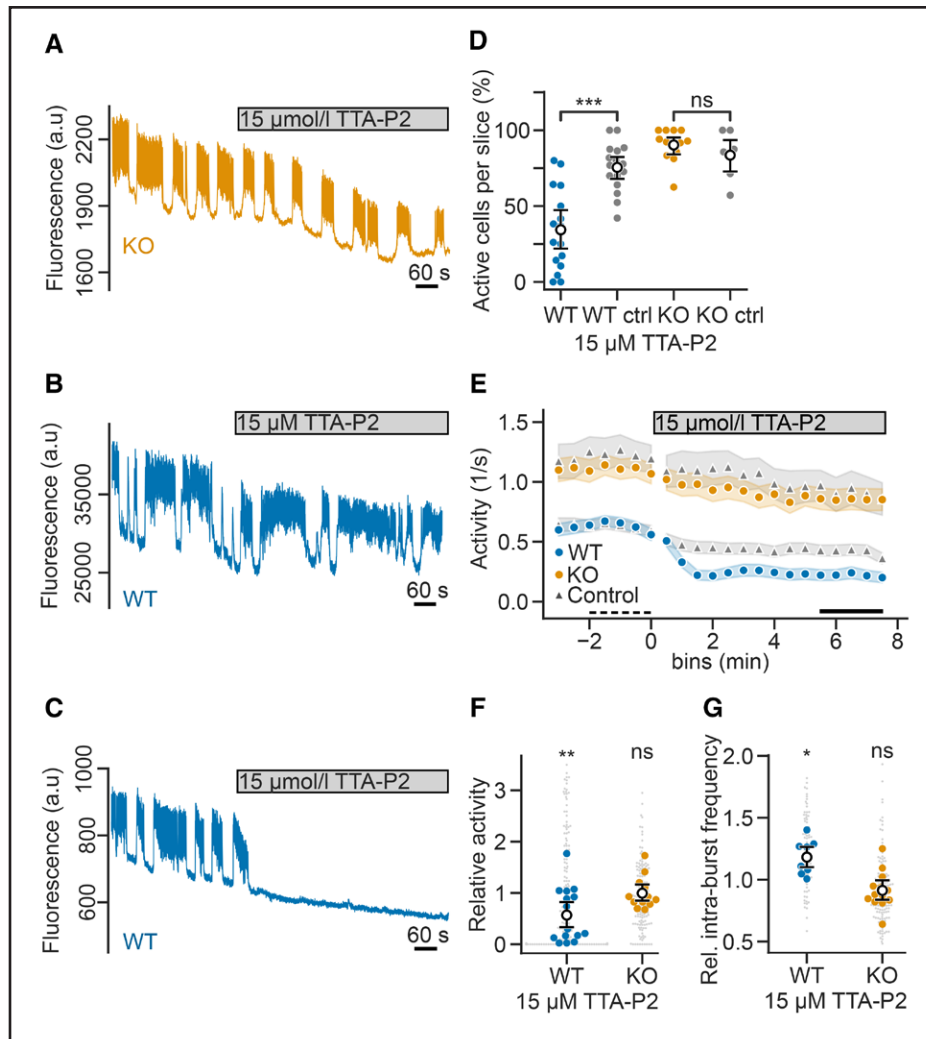 A
Fluorescence (a.u)
2200
1900
1600
15 µmol/l TTA-P2
KO
60 s
B
Fluorescence (a.u)
35000
25000
15 µM TTA-P2
WT
60 s
C
Fluorescence (a.u)
1000
800
600
15 µmol/l TTA-P2
WT
60 s
D
Active cells per slice (%)
100
50
0
***
ns
WT WT ctrl KO KO ctrl
15 µM TTA-P2
E
Activity (1/s)
1.5
1.0
0.5
0.0
15 µmol/l TTA-P2
WT
KO
Control
−2 0 2 4 6 8
bins (min)
F
Relative activity
3
2
1
0
** ns
WT KO
15 µM TTA-P2
G
Rel. intra-burst frequency
2.0
1.5
1.0
0.5
* ns
WT KO
15 µM TTA-P2